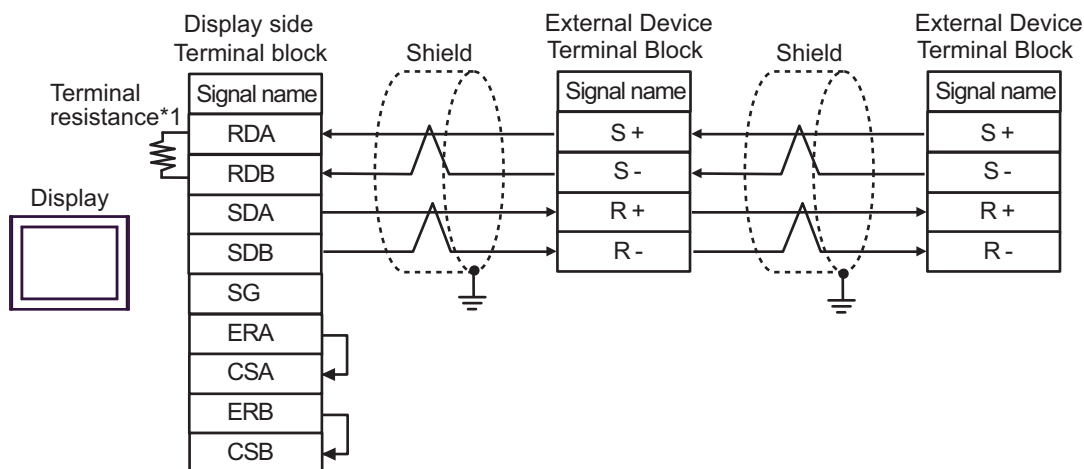 Display side
Terminal block
Shield
External Device
Terminal Block
Shield
External Device
Terminal Block
Terminal
resistance*1
Display
Signal name
RDA
RDB
SDA
SDB
SG
ERA
CSA
ERB
CSB
Signal name
S +
S -
R +
R -
Signal name
S +
S -
R +
R -